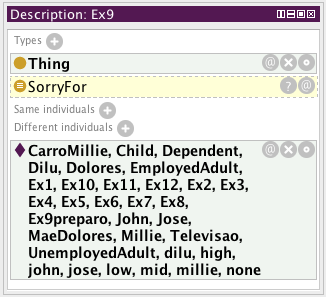 Description: Ex9
Types
Thing
SorryFor
Same individuals
Different individuals
CarroMillie, Child, Dependent,
Dilu, Dolores, EmployedAdult,
Ex1, Ex10, Ex11, Ex12, Ex2, Ex3,
Ex4, Ex5, Ex6, Ex7, Ex8,
Ex9preparo, John, Jose,
MaeDolores, Millie, Televisao,
UnemployedAdult, dilu, high,
john, jose, low, mid, millie, none